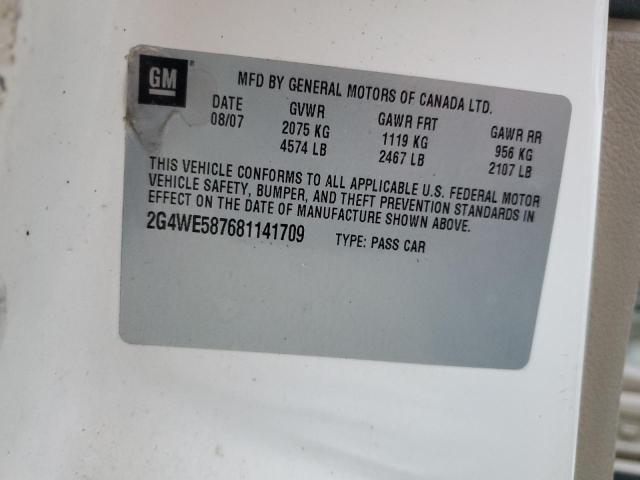 GM
MFD BY GENERAL MOTORS OF CANADA LTD.
DATE GVWR GAWR FRT GAWR RR
08/07 2075 KG 1119 KG 956 KG
4574 LB 2467 LB 2107 LB
THIS VEHICLE CONFORMS TO ALL APPLICABLE U.S. FEDERAL MOTOR
VEHICLE SAFETY, BUMPER, AND THEFT PREVENTION STANDARDS IN
EFFECT ON THE DATE OF MANUFACTURE SHOWN ABOVE.
2G4WE587681141709 TYPE: PASS CAR